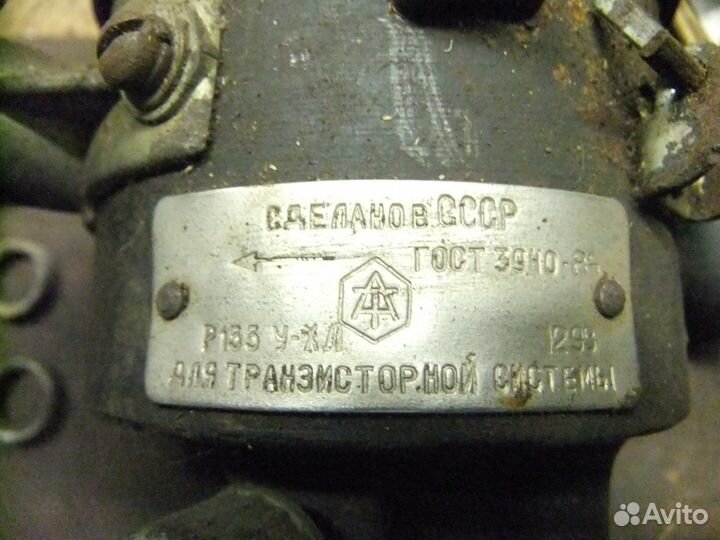 СДЕЛАНО В СССР
ГОСТ 3940-84
Р133 У-ХЛ
ДЛЯ ТРАНЗИСТОРНОЙ СИСТЕМЫ
Avito